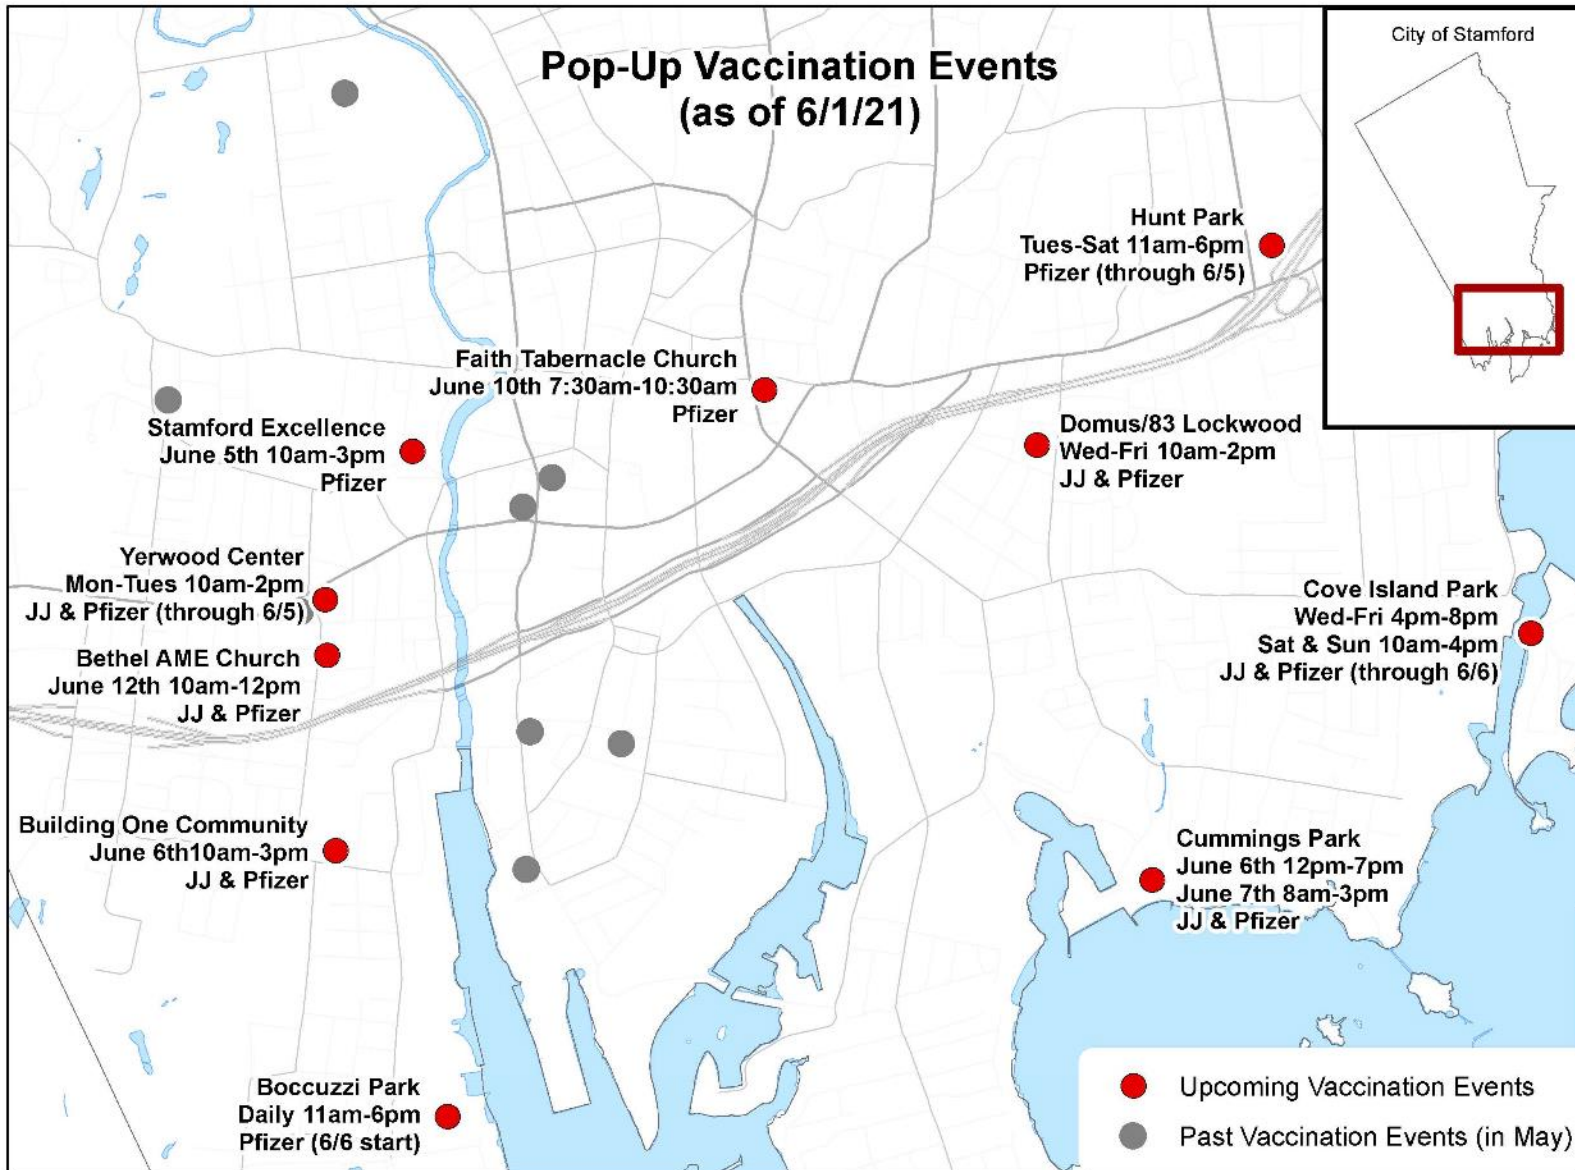 City of Stamford
Pop-Up Vaccination Events
(as of 6/1/21)
Hunt Park
Tues-Sat 11am-6pm
Pfizer (through 6/5)
Faith Tabernacle Church
June 10th 7:30am-10:30am
Pfizer
Stamford Excellence
June 5th 10am-3pm
Pfizer
Domus/83 Lockwood
Wed-Fri 10am-2pm
JJ & Pfizer
Yerwood Center
Mon-Tues 10am-2pm
JJ & Pfizer (through 6/5)
Cove Island Park
Wed-Fri 4pm-8pm
Sat & Sun 10am-4pm
JJ & Pfizer (through 6/6)
Bethel AME Church
June 12th 10am-12pm
JJ & Pfizer
Building One Community
June 6th10am-3pm
JJ & Pfizer
Cummings Park
June 6th 12pm-7pm
June 7th 8am-3pm
JJ & Pfizer
Boccuzzi Park
Daily 11am-6pm
Pfizer (6/6 start)
Upcoming Vaccination Events
Past Vaccination Events (in May)